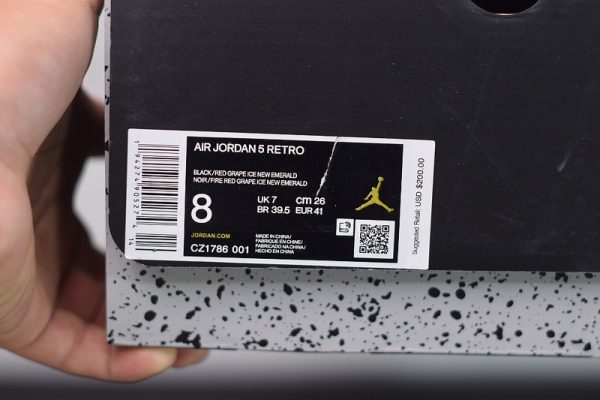 AIR JORDAN 5 RETRO
BLACK/RED GRAPE ICE NEW EMERALD
NOIR/FIRE RED GRAPE ICE NEW EMERALD
8
UK 7 cm 26
BR 39.5 EUR 41
JORDAN.COM
CZ1786 001
MADE IN CHINA/
FABRIQUE EN CHINE/
FABRICADO NA CHINA/
HECHO EN CHINA
Suggested Retail: USD $200.00